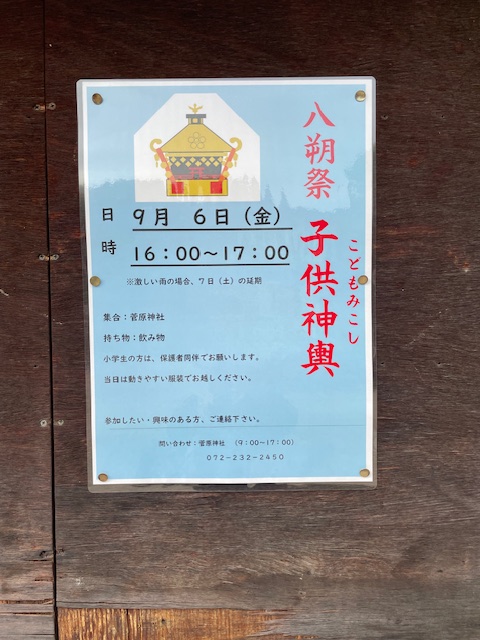 八朔祭 子供神輿
こどもみこし
日時
9月 6日(金)
16:00～17:00
※激しい雨の場合、7日(土)の延期
集合：菅原神社
持ち物：飲み物
小学生の方は、保護者同伴でお願いします。
当日は動きやすい服装でお越しください。
参加したい・興味のある方、ご連絡下さい。
問い合わせ：菅原神社 (9:00～17:00)
072-232-2450